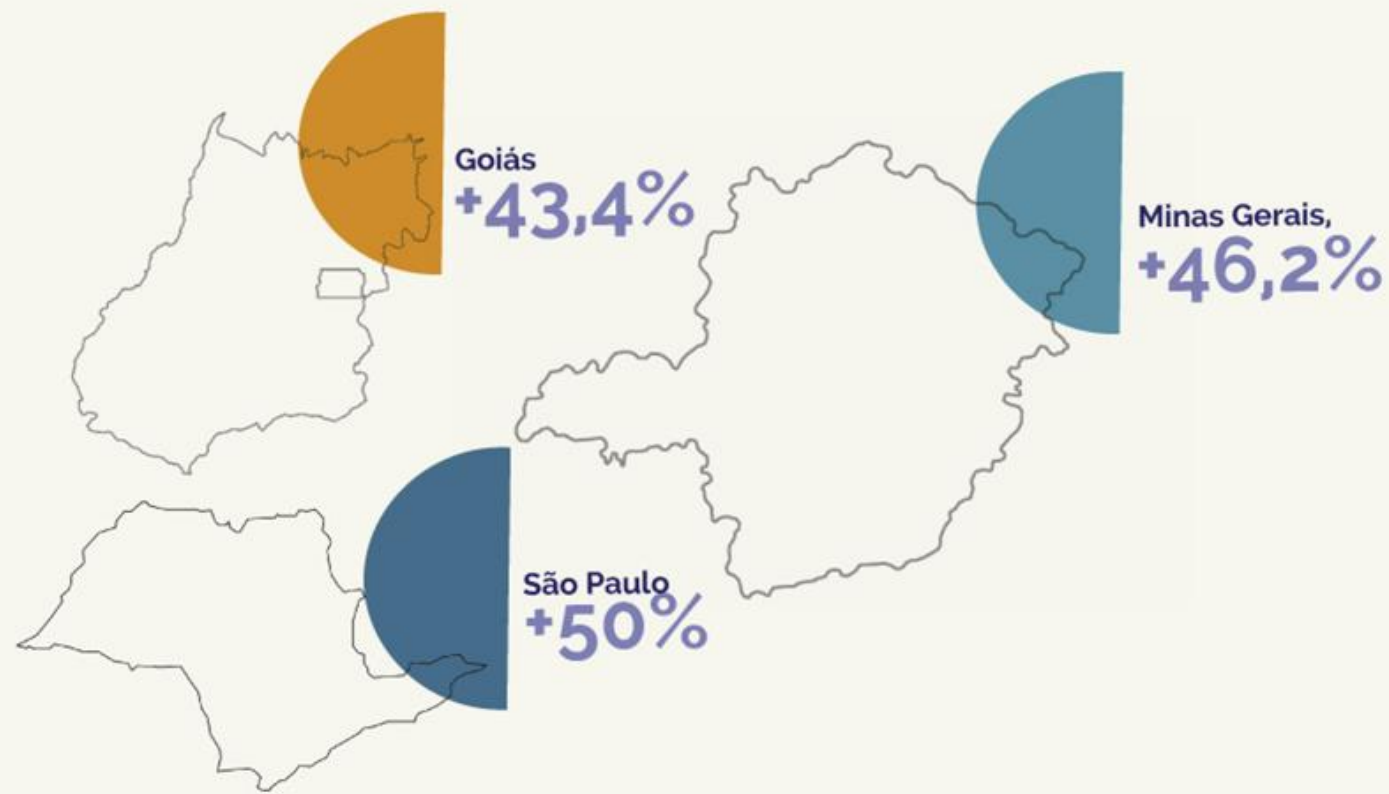 Goiás
+43,4%
Minas Gerais,
+46,2%
São Paulo
+50%